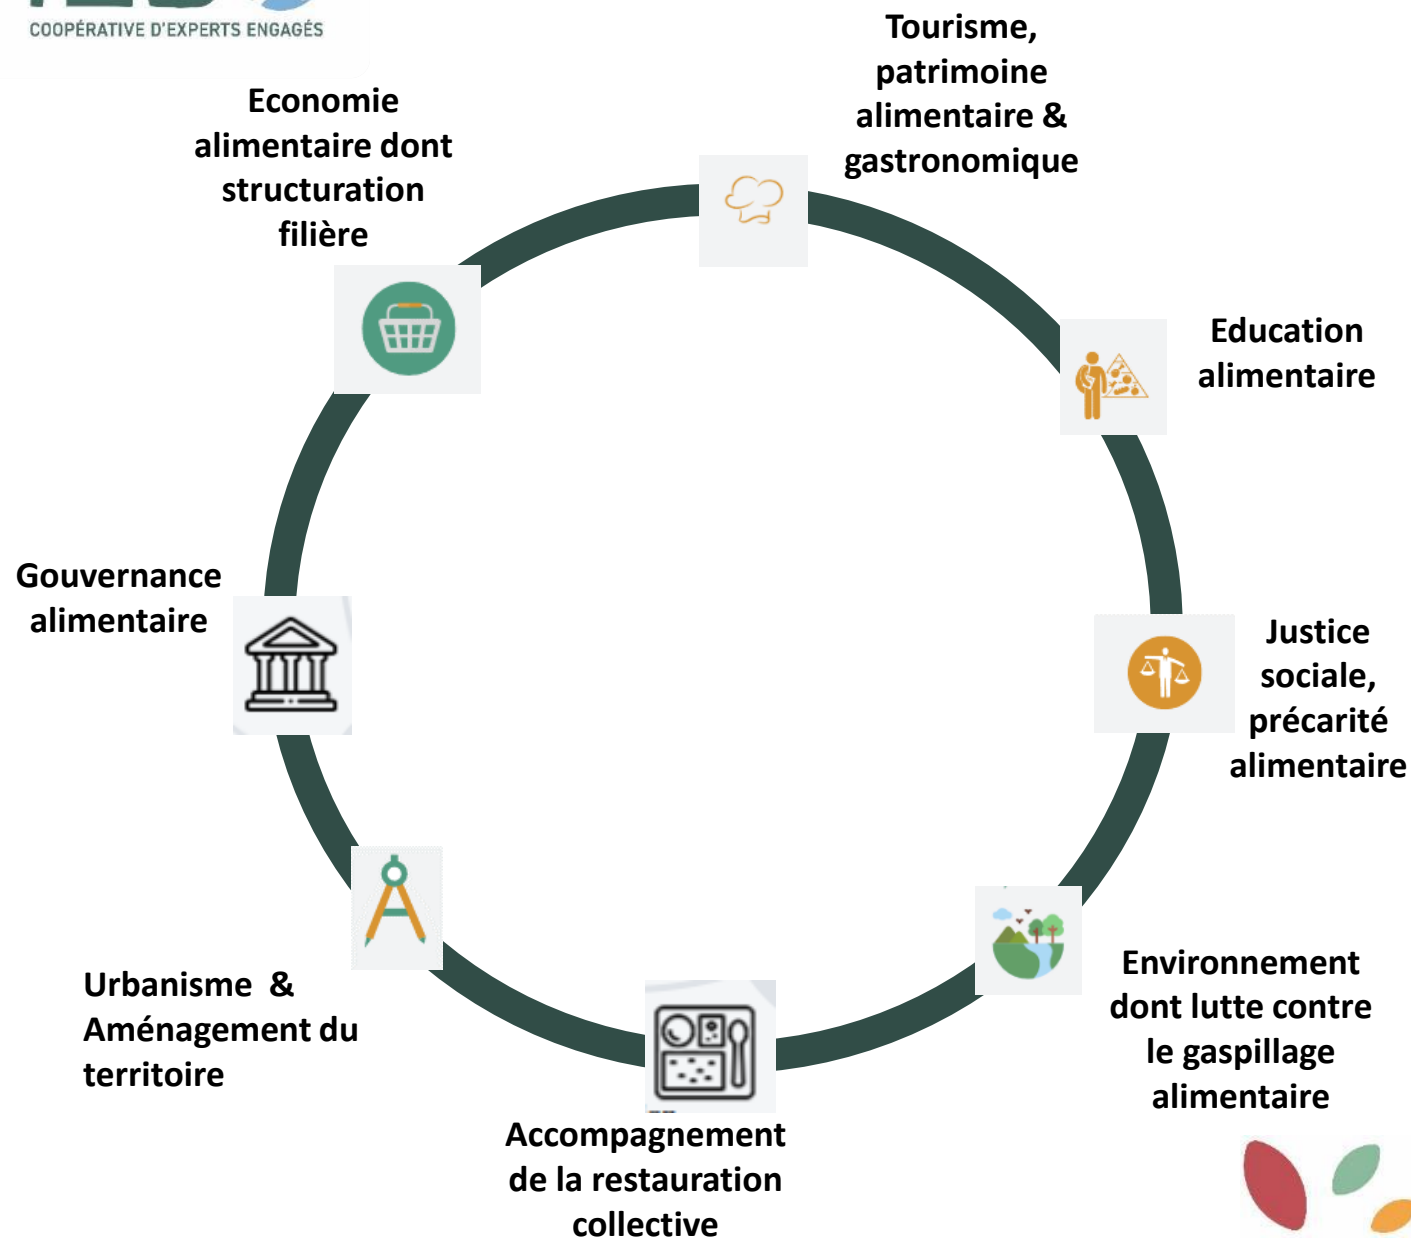 COOPÉRATIVE D'EXPERTS ENGAGÉS
Tourisme,
patrimoine
alimentaire &
gastronomique
Economie
alimentaire dont
structuration
filière
Education
alimentaire
Gouvernance
alimentaire
Justice
sociale,
précarité
alimentaire
Urbanisme  &
Aménagement du
territoire
Environnement
dont lutte contre
le gaspillage
alimentaire
Accompagnement
de la restauration
collective